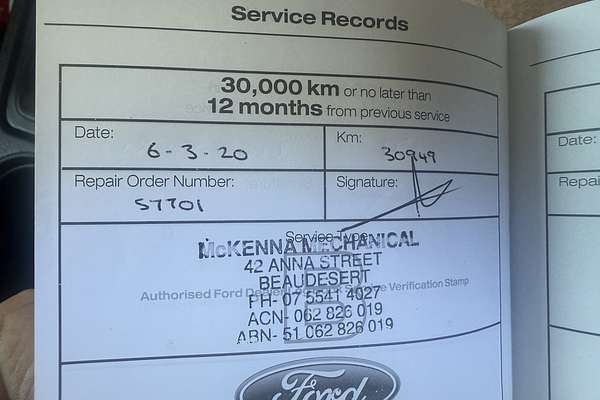 Service Records
30,000 km or no later than
12 months from previous service
Date:
6-3-20
Km:
30949
Repair Order Number:
57701
Signature:
Service Type
McKENNA MECHANICAL
42 ANNA STREET
BEAUDESERT
Authorised Ford Service Verification Stamp
PH- 07 5541 4027
ACN- 062 826 019
ABN- 51 062 826 019
Ford
Date:
Repai